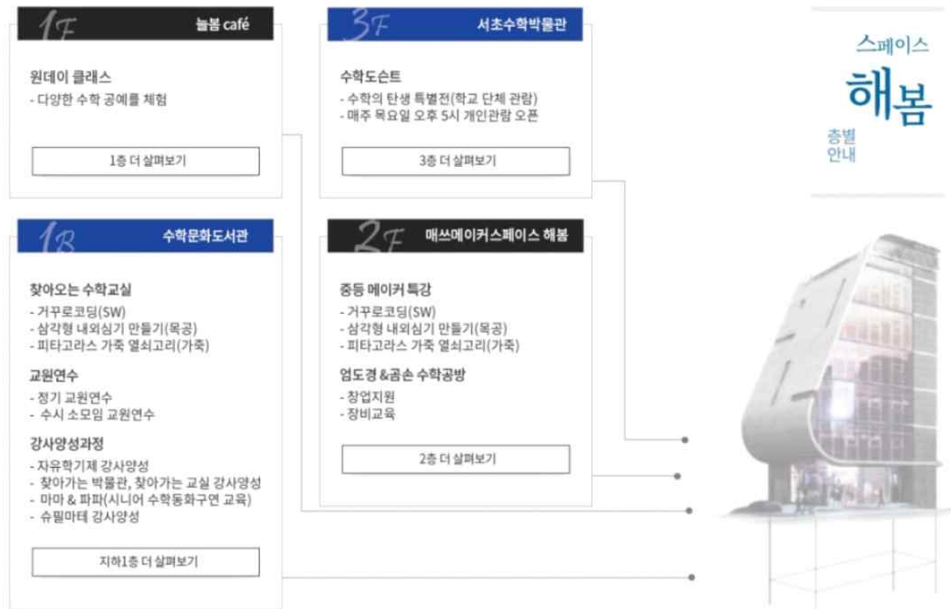 1F 늘봄 café
원데이 클래스
- 다양한 수학 공예를 체험
1층 더 살펴보기
3F 서초수학박물관
수학도슨트
- 수학의 탄생 특별전(학교 단체 관람)
- 매주 목요일 오후 5시 개인관람 오픈
3층 더 살펴보기
스페이스
해봄
층별
안내
1B 수학문화도서관
찾아오는 수학교실
- 거꾸로코딩(SW)
- 삼각형 내외심기 만들기(목공)
- 피타고라스 가죽 열쇠고리(가죽)
교원연수
- 정기 교원연수
- 수시 소모임 교원연수
강사양성과정
- 자유학기제 강사양성
- 찾아가는 박물관, 찾아가는 교실 강사양성
- 마마 & 파파(시니어 수학동화구연 교육)
- 슈필마테 강사양성
지하1층 더 살펴보기
2F 매쓰메이커스페이스 해봄
중등 메이커 특강
- 거꾸로코딩(SW)
- 삼각형 내외심기 만들기(목공)
- 피타고라스 가죽 열쇠고리(가죽)
엄도경 &곰손 수학공방
- 창업지원
- 장비교육
2층 더 살펴보기